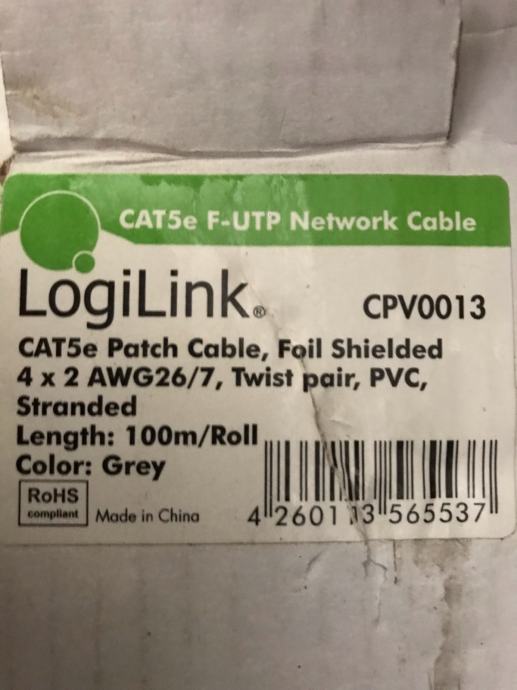 CAT5e F-UTP Network Cable
LogiLink®
CPV0013
CAT5e Patch Cable, Foil Shielded
4 x 2 AWG26/7, Twist pair, PVC,
Stranded
Length: 100m/Roll
Color: Grey
RoHS
compliant
Made in China
4 260113 565537